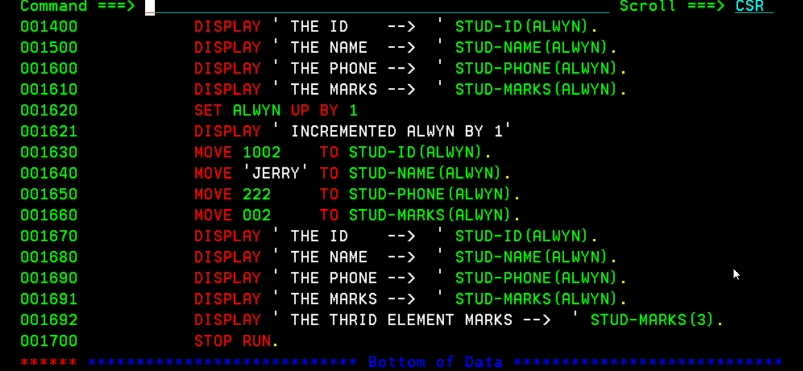 Command ===> Scroll ===> CSR
001400 DISPLAY ' THE ID --> ' STUD-ID(ALWYN).
001500 DISPLAY ' THE NAME --> ' STUD-NAME(ALWYN).
001600 DISPLAY ' THE PHONE --> ' STUD-PHONE(ALWYN).
001610 DISPLAY ' THE MARKS --> ' STUD-MARKS(ALWYN).
001620 SET ALWYN UP BY 1
001621 DISPLAY ' INCREMENTED ALWYN BY 1'
001630 MOVE 1002 TO STUD-ID(ALWYN).
001640 MOVE 'JERRY' TO STUD-NAME(ALWYN).
001650 MOVE 222 TO STUD-PHONE(ALWYN).
001660 MOVE 002 TO STUD-MARKS(ALWYN).
001670 DISPLAY ' THE ID --> ' STUD-ID(ALWYN).
001680 DISPLAY ' THE NAME --> ' STUD-NAME(ALWYN).
001690 DISPLAY ' THE PHONE --> ' STUD-PHONE(ALWYN).
001691 DISPLAY ' THE MARKS --> ' STUD-MARKS(ALWYN).
001692 DISPLAY ' THE THRID ELEMENT MARKS --> ' STUD-MARKS(3).
001700 STOP RUN.
****** **************************** Bottom of Data ****************************